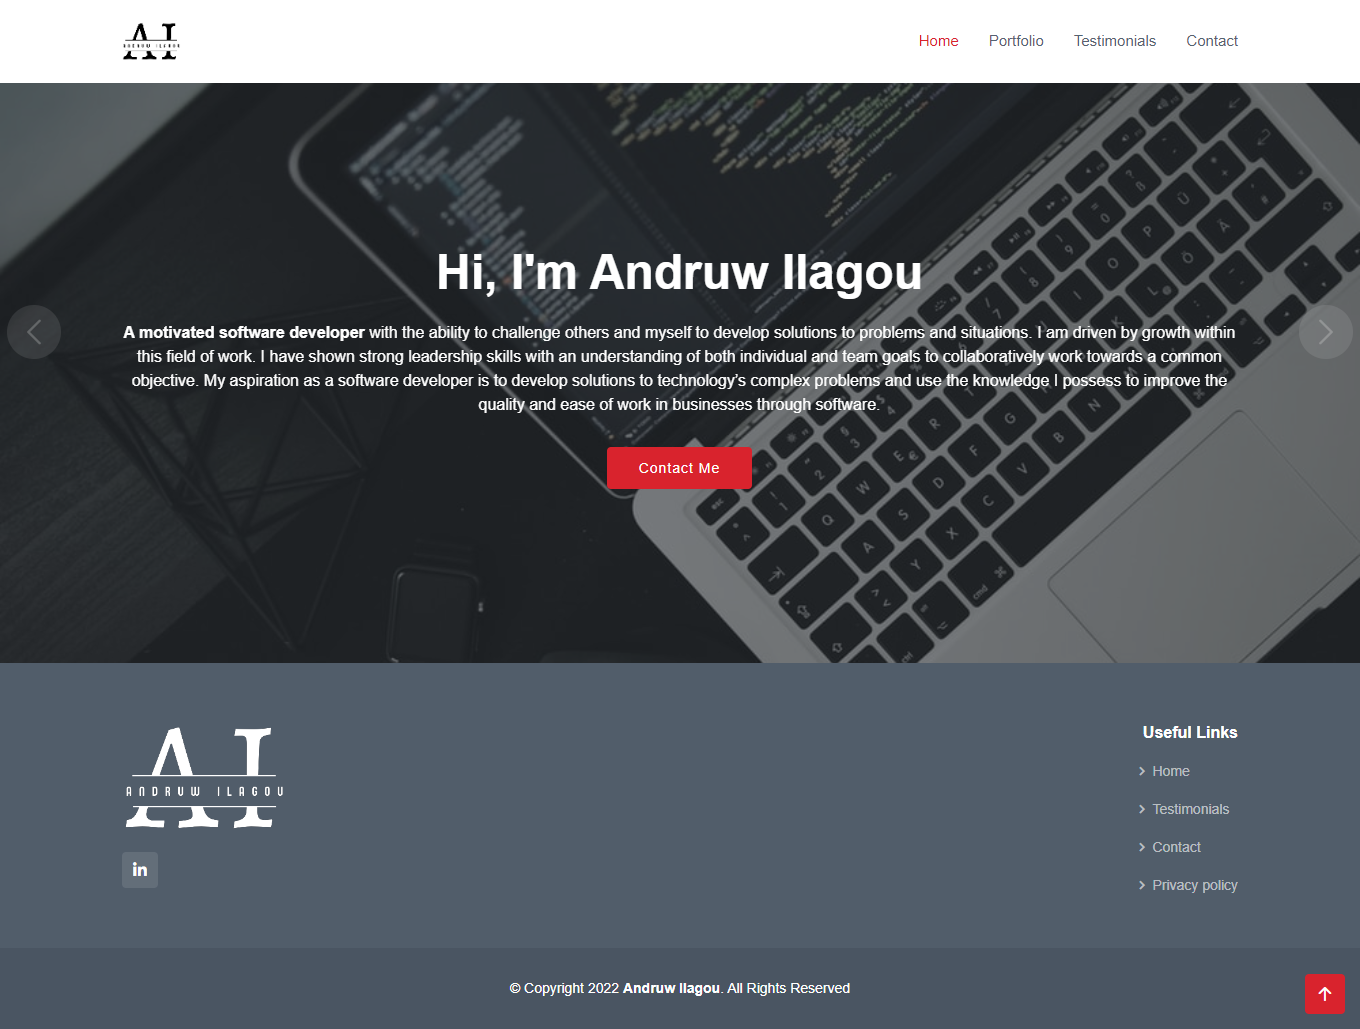 AI
ANDRUW ILAGOU
Home
Portfolio
Testimonials
Contact
Hi, I'm Andruw Ilagou
A motivated software developer with the ability to challenge others and myself to develop solutions to problems and situations. I am driven by growth within
this field of work. I have shown strong leadership skills with an understanding of both individual and team goals to collaboratively work towards a common
objective. My aspiration as a software developer is to develop solutions to technology’s complex problems and use the knowledge I possess to improve the
quality and ease of work in businesses through software.
Contact Me
AI
ANDRUW ILAGOU
in
Useful Links
Home
Testimonials
Contact
Privacy policy
© Copyright 2022 Andruw Ilagou. All Rights Reserved